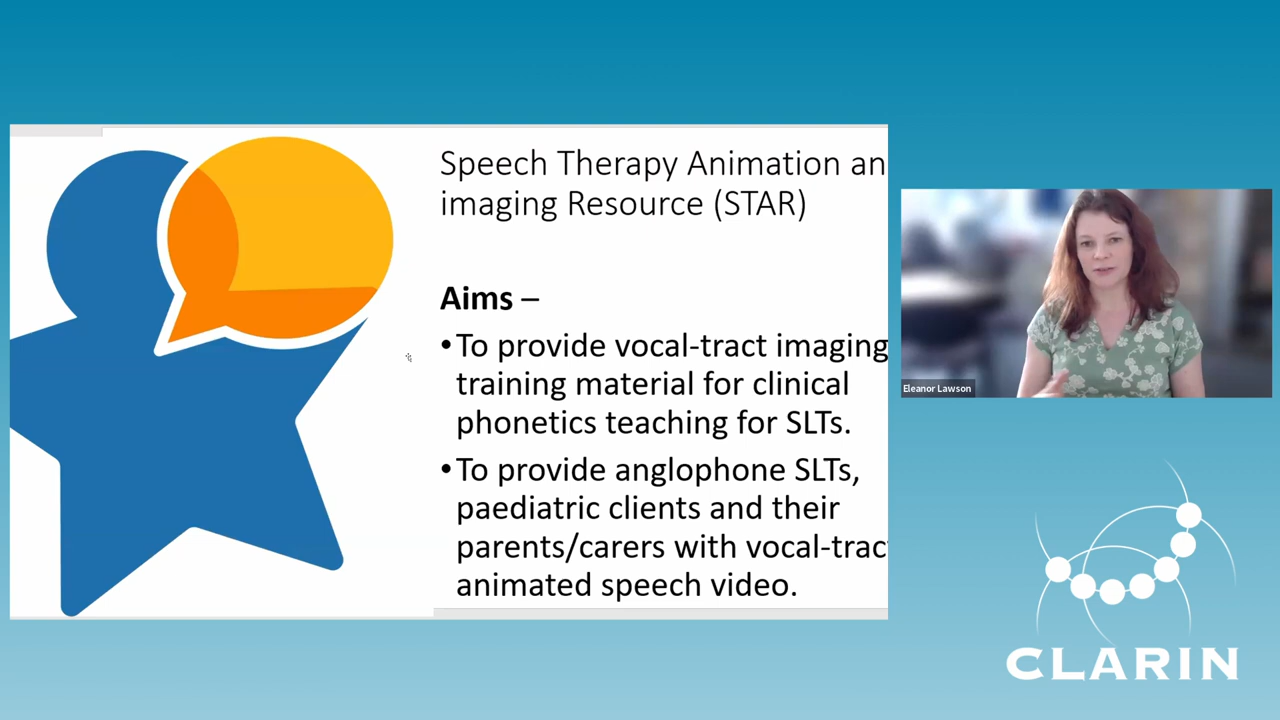 Speech Therapy Animation an
imaging Resource (STAR)
Aims –
•To provide vocal-tract imaging
training material for clinical
phonetics teaching for SLTs.
•To provide anglophone SLTs,
paediatric clients and their
parents/carers with vocal-trac
animated speech video.
Eleanor Lawson
CLARIN